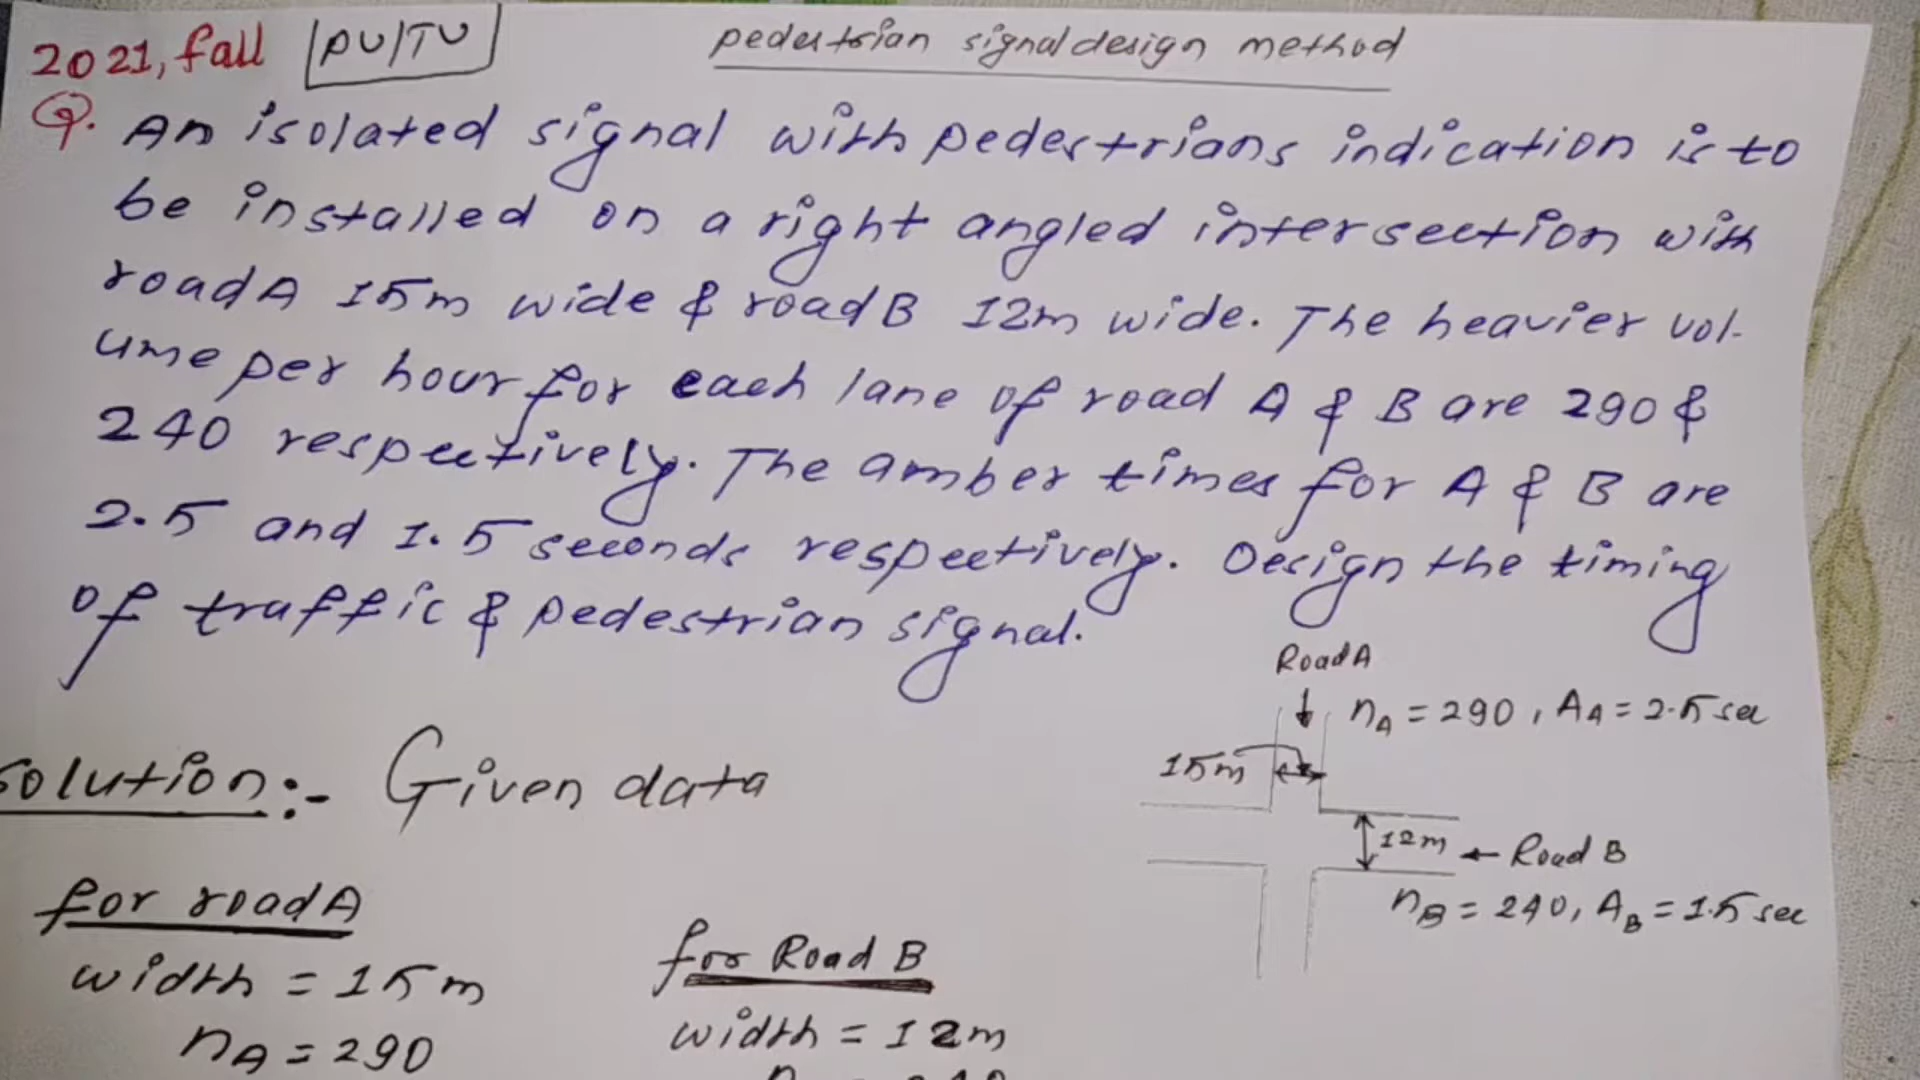 2021, fall PU/TU
pedestrian signal design method
Q. An isolated signal with pedestrians indication is to
be installed on a right angled intersection with
road A 15m wide & road B 12m wide. The heavier vol-
ume per hour for each lane of road A & B are 290 &
240 respectively. The amber times for A & B are
2.5 and 1.5 seconds respectively. Design the timing
of traffic & pedestrian signal.
Road A
nA = 290, AA = 2.5 sec
15m
12m ← Road B
nB = 240, AB = 1.5 sec
Solution:- Given data
for road A
width = 15m
nA = 290
for Road B
width = 12m